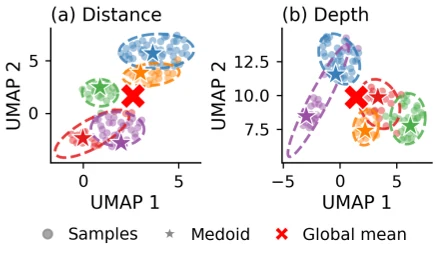 (a) Distance
(b) Depth
UMAP 2
5
0
0
5
UMAP 1
UMAP 2
12.5
10.0
7.5
−5
0
5
UMAP 1
Samples
Medoid
Global mean